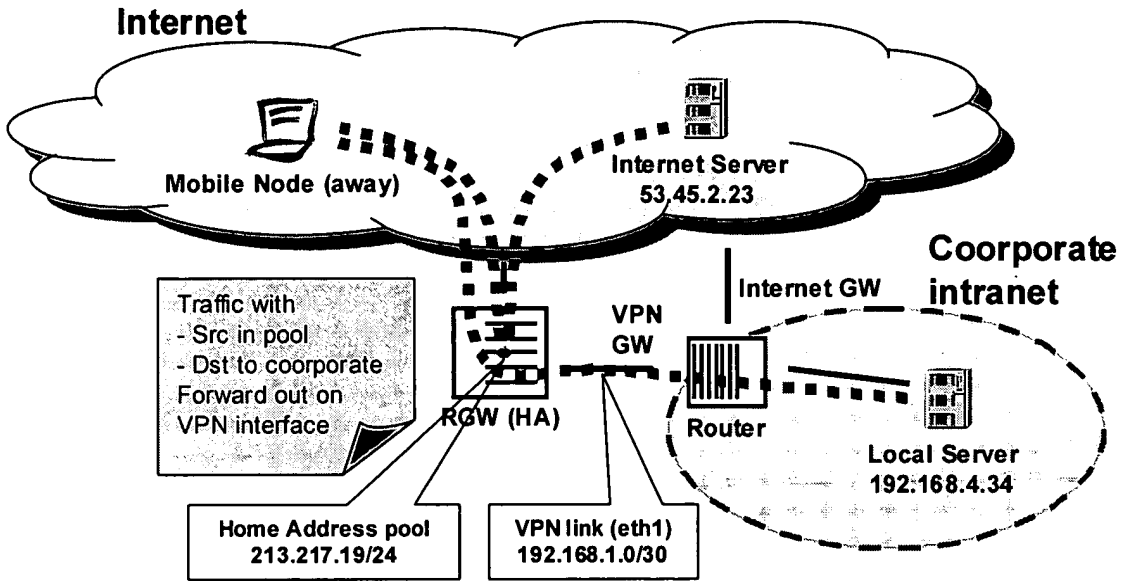 Internet
Mobile Node (away)
Internet Server
53.45.2.23
Coorporate
intranet
Internet GW
Traffic with
- Src in pool
- Dst to coorporate
Forward out on
VPN interface
VPN
GW
RGW (HA)
Router
Local Server
192.168.4.34
Home Address pool
213.217.19/24
VPN link (eth1)
192.168.1.0/30